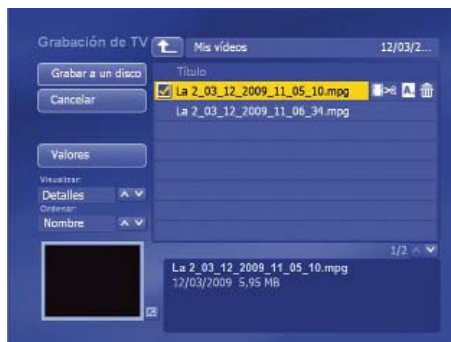 Grabación de TV
Mis vídeos 12/03/2...
Grabar a un disco
Cancelar
Valores
Visualizar:
Detalles
Ordenar:
Nombre
Título
La 2_03_12_2009_11_05_10.mpg
La 2_03_12_2009_11_06_34.mpg
1/2
La 2_03_12_2009_11_05_10.mpg
12/03/2009 5,95 MB